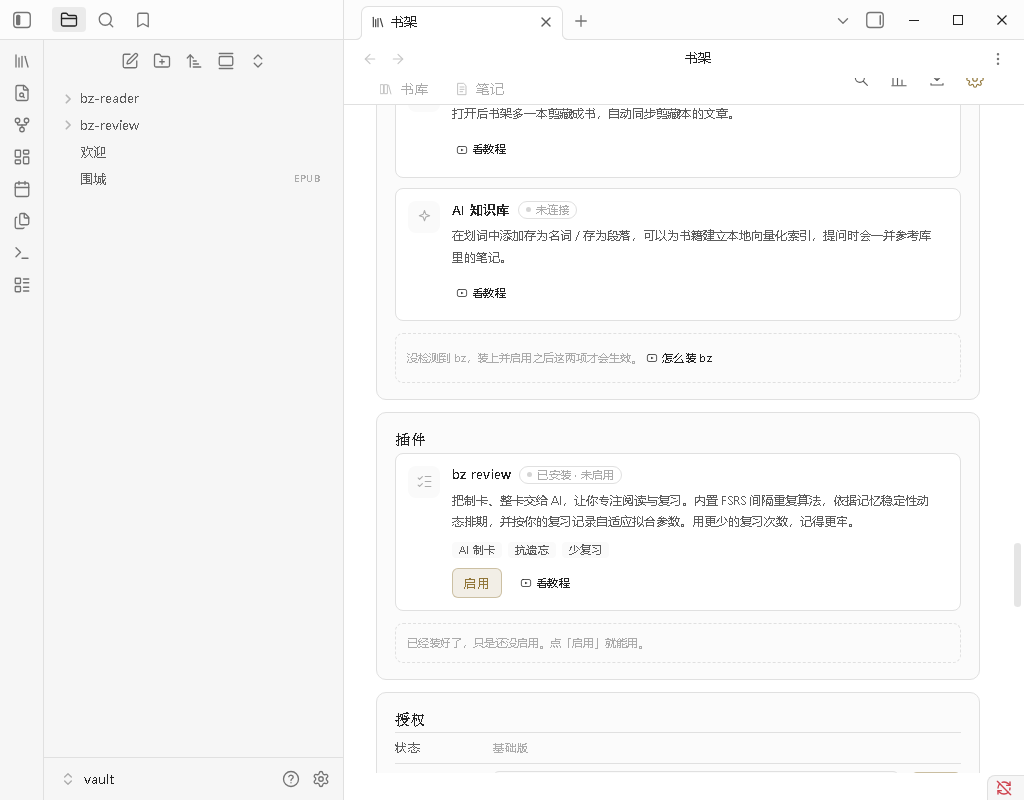 书架
书架
bz-reader
书库
笔记
bz-review
打开后书架多一本剪藏成书，自动同步剪藏本的文章。
欢迎
看教程
围城
EPUB
AI 知识库
未连接
在划词中添加存为名词 / 存为段落，可以为书籍建立本地向量化索引，提问时会一并参考库
里的笔记。
看教程
没检测到 bz，装上并启用之后这两项才会生效。
怎么装 bz
插件
bz review
已安装 · 未启用
把制卡、整卡交给 AI，让你专注阅读与复习。内置 FSRS 间隔重复算法，依据记忆稳定性动
态排期，并按你的复习记录自适应拟合参数。用更少的复习次数，记得更牢。
AI 制卡
抗遗忘
少复习
启用
看教程
已经装好了，只是还没启用。点「启用」就能用。
授权
状态
基础版
vault